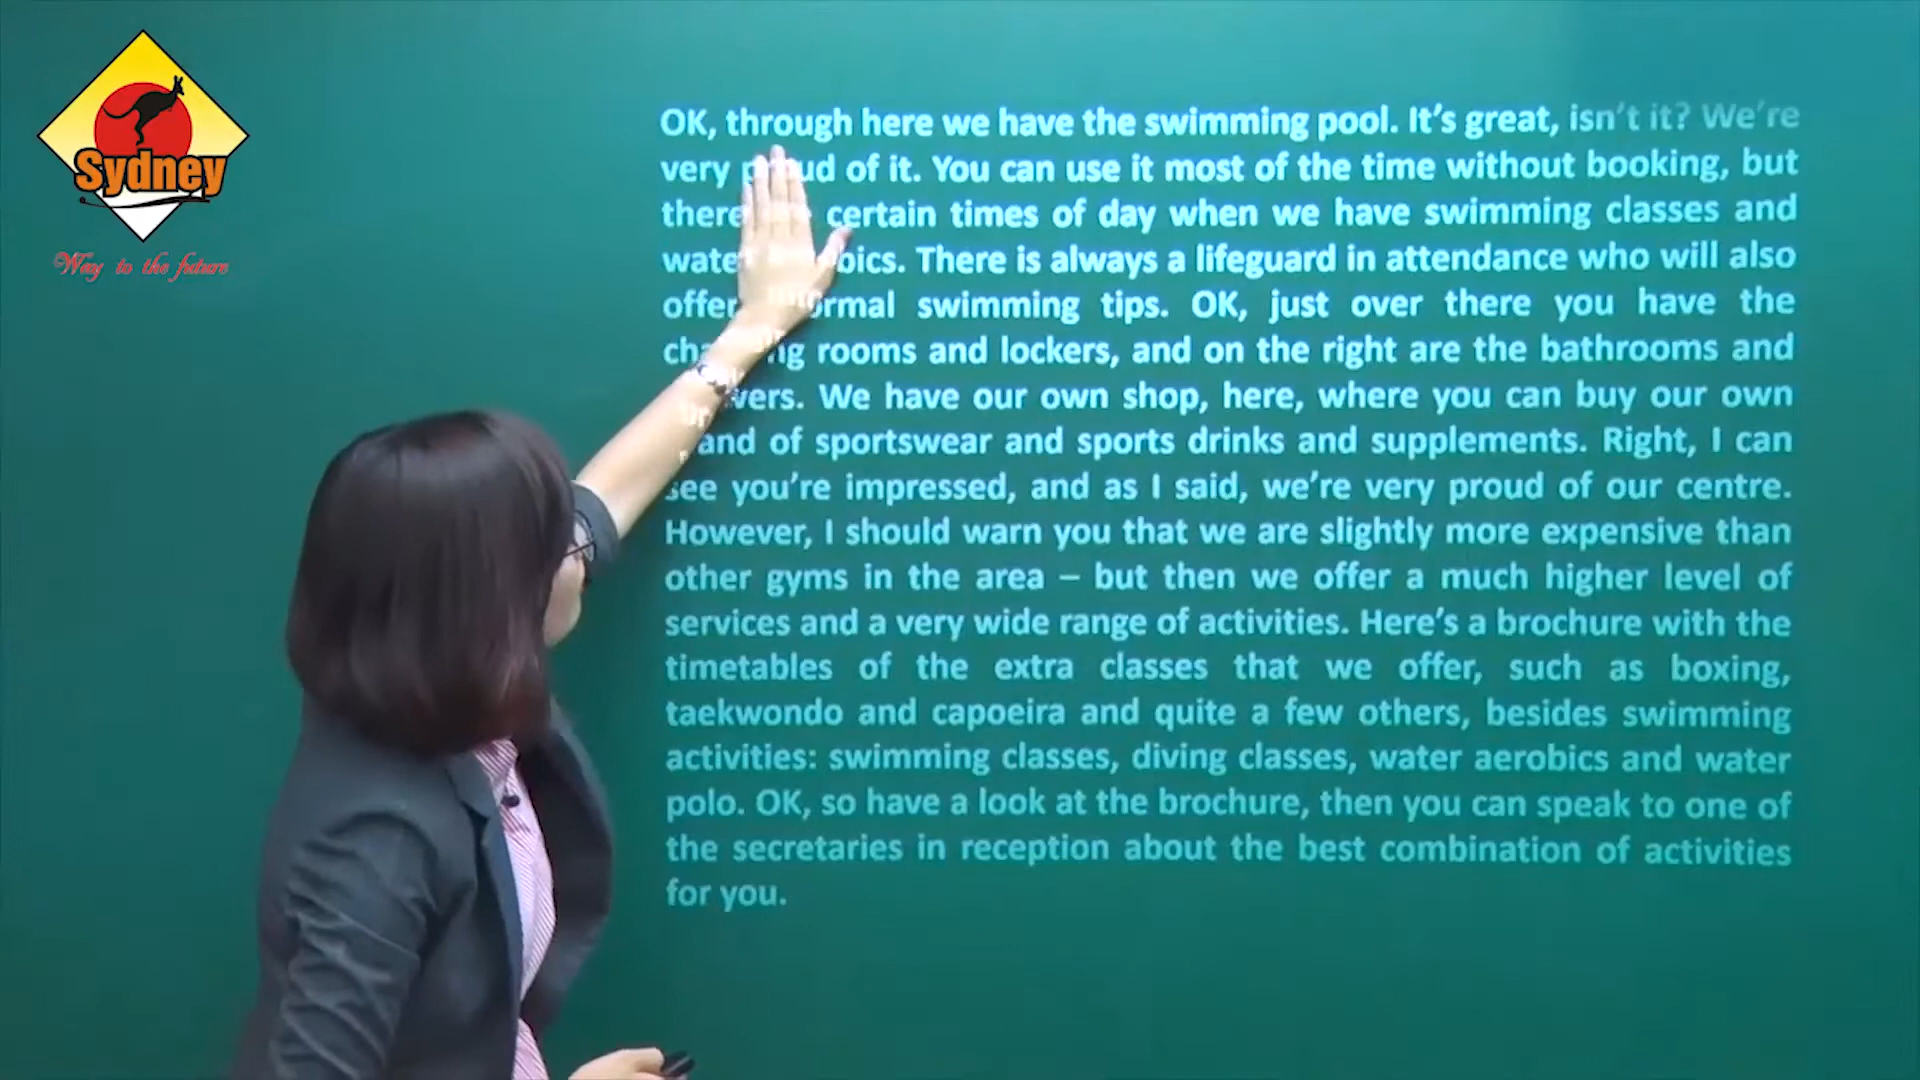 Sydney
Way to the future
OK, through here we have the swimming pool. It's great, isn't it? We're
very proud of it. You can use it most of the time without booking, but
there certain times of day when we have swimming classes and
water aerobics. There is always a lifeguard in attendance who will also
offer informal swimming tips. OK, just over there you have the
changing rooms and lockers, and on the right are the bathrooms and
showers. We have our own shop, here, where you can buy our own
brand of sportswear and sports drinks and supplements. Right, I can
see you're impressed, and as I said, we're very proud of our centre.
However, I should warn you that we are slightly more expensive than
other gyms in the area – but then we offer a much higher level of
services and a very wide range of activities. Here's a brochure with the
timetables of the extra classes that we offer, such as boxing,
taekwondo and capoeira and quite a few others, besides swimming
activities: swimming classes, diving classes, water aerobics and water
polo. OK, so have a look at the brochure, then you can speak to one of
the secretaries in reception about the best combination of activities
for you.